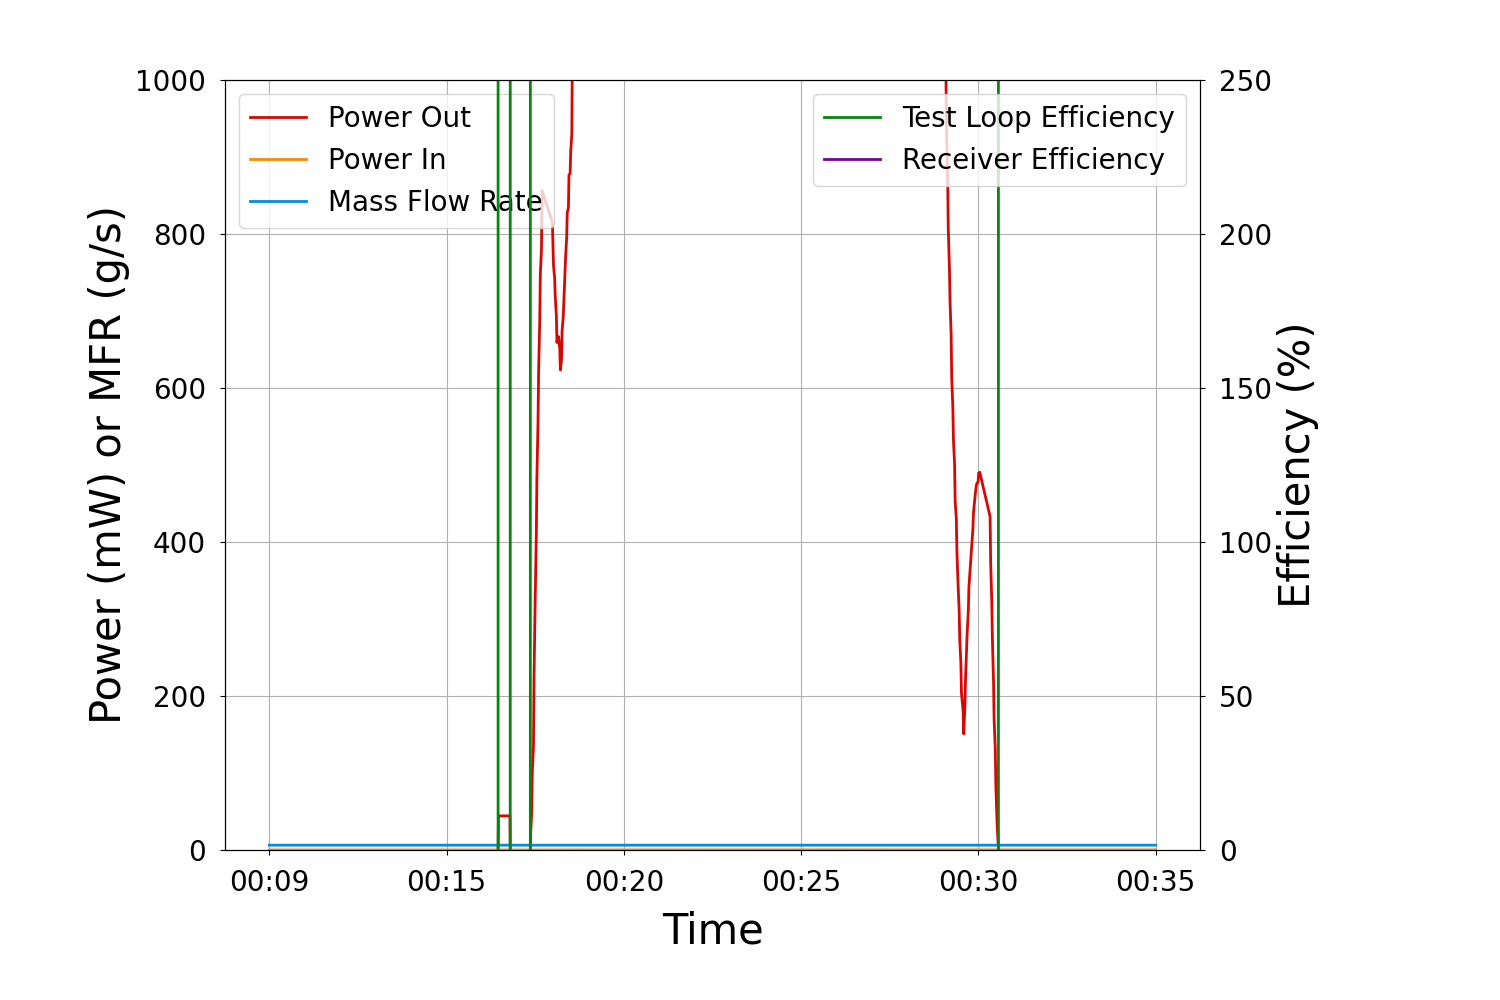 1000
800
600
400
200
0
Power (mW) or MFR (g/s)
Power Out
Power In
Mass Flow Rate
Test Loop Efficiency
Receiver Efficiency
250
200
150
100
50
0
Efficiency (%)
00:09 00:15 00:20 00:25 00:30 00:35
Time